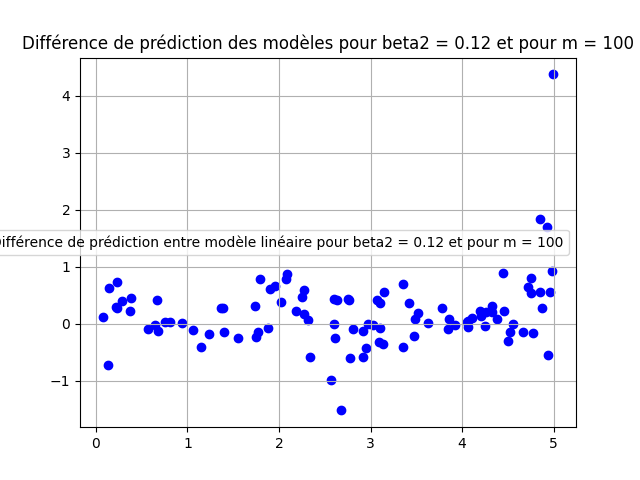 Différence de prédiction des modèles pour beta2 = 0.12 et pour m = 100
4
3
2
Différence de prédiction entre modèle linéaire pour beta2 = 0.12 et pour m = 100
1
0
−1
0 1 2 3 4 5